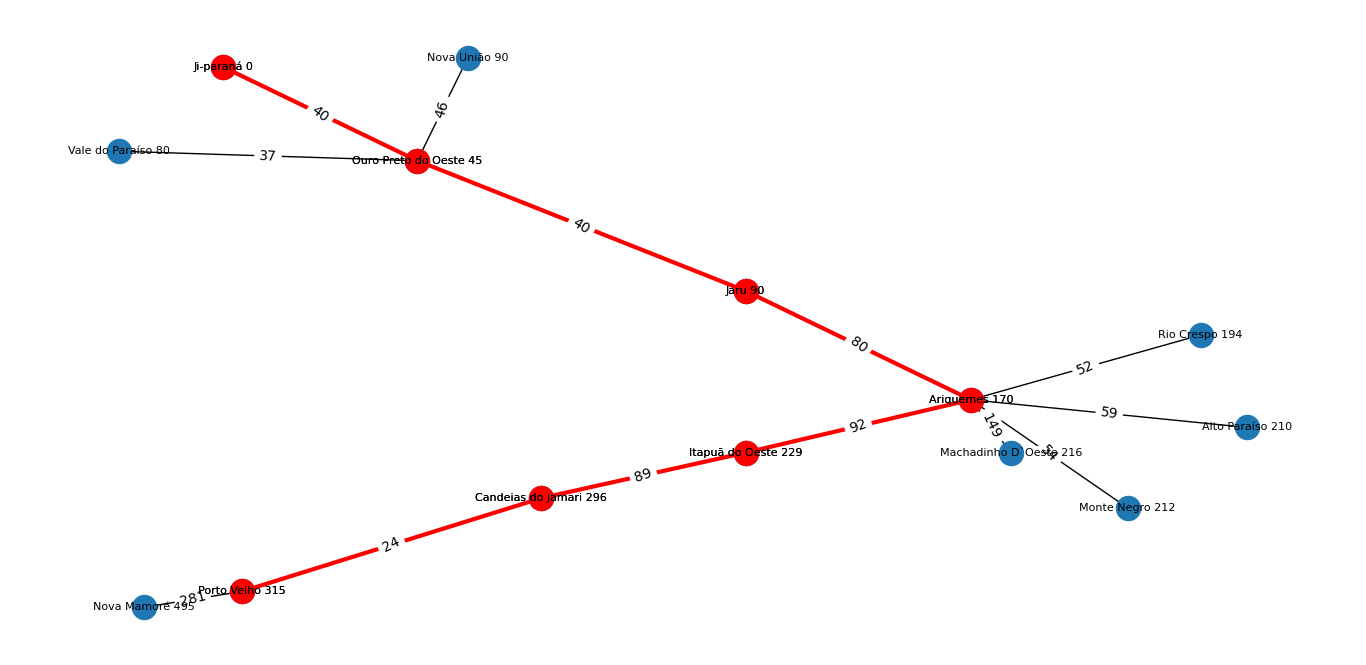 Nova União 90
Ji-paraná 0
40
46
Vale do Paraíso 80
37
Ouro Preto do Oeste 45
40
Jaru 90
Rio Crespo 194
80
52
Ariquemes 170
59
149
Alto Paraíso 210
92
Itapuã do Oeste 229
Machadinho D`Oeste 216
54
89
Candeias do Jamari 296
Monte Negro 212
24
Porto Velho 315
281
Nova Mamoré 495